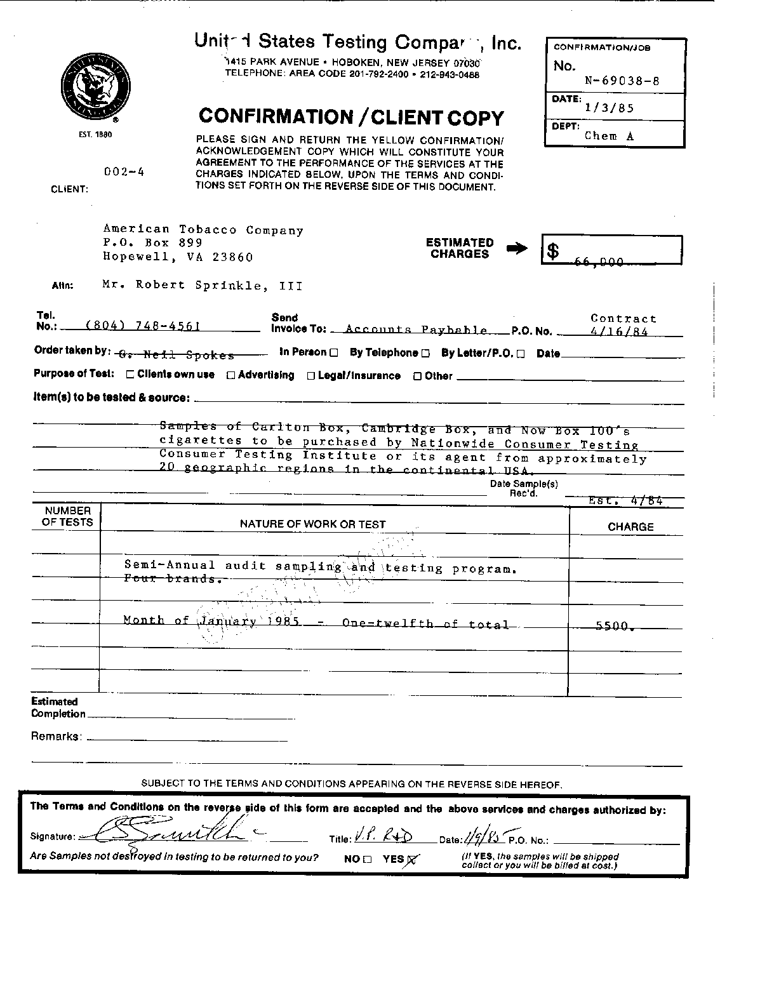 United States Testing Company, Inc.
1415 PARK AVENUE • HOBOKEN, NEW JERSEY 07030
TELEPHONE: AREA CODE 201-792-2400 • 212-943-0488
CONFIRMATION/JOB
No.
N-69038-8
DATE:
1/3/85
DEPT:
Chem A
EST. 1880
CONFIRMATION / CLIENT COPY
PLEASE SIGN AND RETURN THE YELLOW CONFIRMATION/
ACKNOWLEDGEMENT COPY WHICH WILL CONSTITUTE YOUR
AGREEMENT TO THE PERFORMANCE OF THE SERVICES AT THE
CHARGES INDICATED BELOW, UPON THE TERMS AND CONDI-
TIONS SET FORTH ON THE REVERSE SIDE OF THIS DOCUMENT.
002-4
CLIENT:
American Tobacco Company
P.O. Box 899
Hopewell, VA 23860
ESTIMATED
CHARGES
$ 66,000
Attn: Mr. Robert Sprinkle, III
Tel.
No.: (804) 748-4561
Send
Invoice To: Accounts Payhable
P.O. No.
Contract
4/16/84
Order taken by: G. Neil Spokes In Person ☐ By Telephone ☐ By Letter/P.O. ☐ Date
Purpose of Test: ☐ Clients own use ☐ Advertising ☐ Legal/Insurance ☐ Other
Item(s) to be tested & source:
Samples of Carlton Box, Cambridge Box, and Now Box 100's
cigarettes to be purchased by Nationwide Consumer Testing
Consumer Testing Institute or its agent from approximately
20 geographic regions in the continental USA.
Date Sample(s)
Rec'd.
Est. 4/84
NUMBER
OF TESTS
NATURE OF WORK OR TEST
CHARGE
Semi-Annual audit sampling and testing program.
Four brands.
Month of January 1985 - One-twelfth of total 5500.
Estimated
Completion
Remarks:
SUBJECT TO THE TERMS AND CONDITIONS APPEARING ON THE REVERSE SIDE HEREOF.
The Terms and Conditions on the reverse side of this form are accepted and the above services and charges authorized by:
Signature: Title: V.P. R&D Date: 1/9/85 P.O. No.:
Are Samples not destroyed in testing to be returned to you? NO ☐ YES ☒
(If YES, the samples will be shipped
collect or you will be billed at cost.)